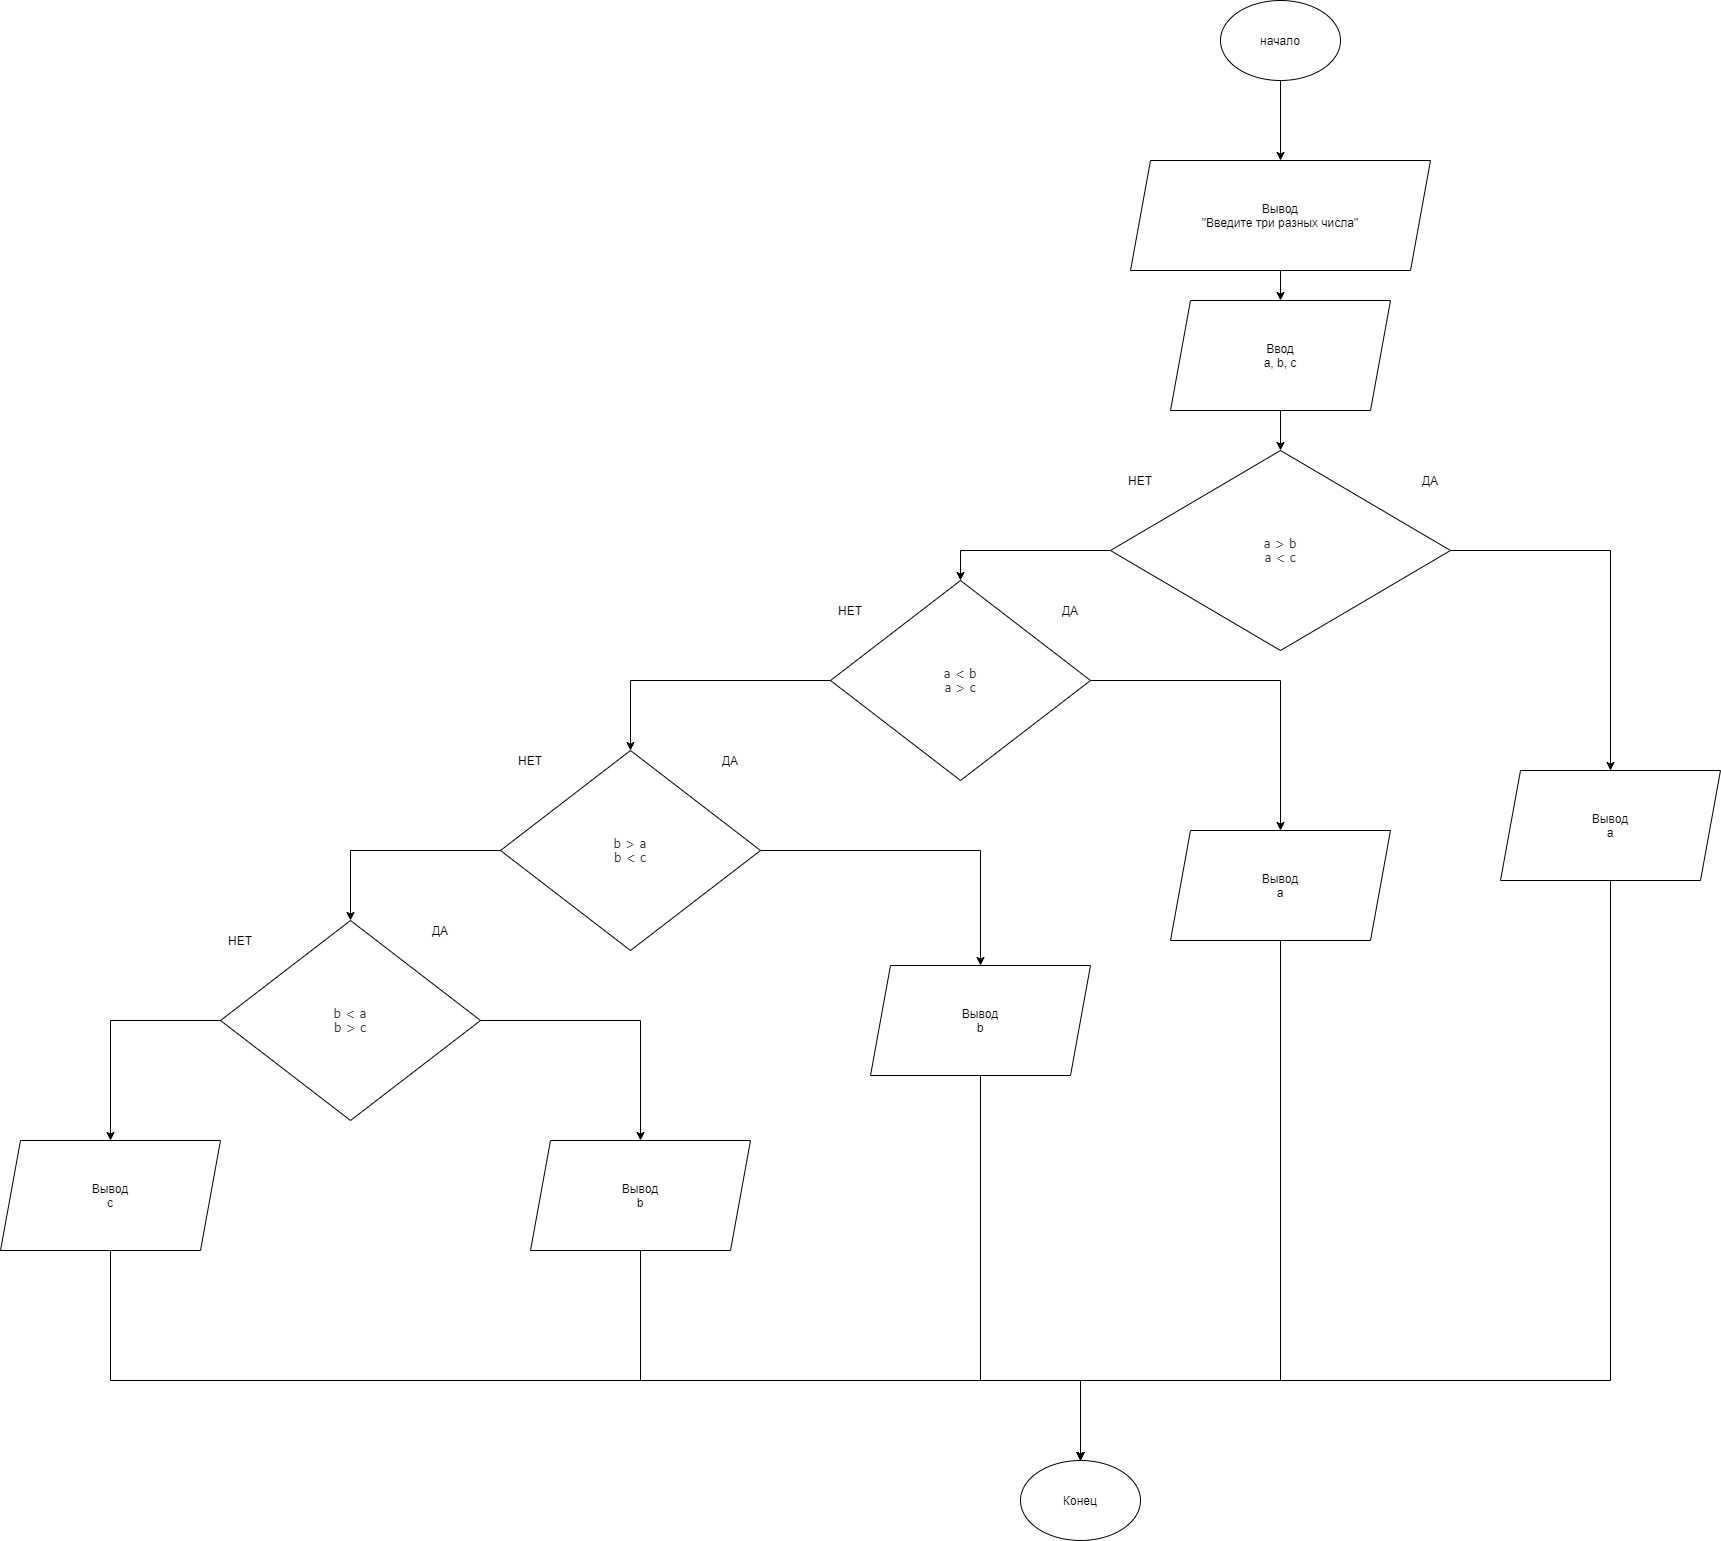 начало
Вывод
"Введите три разных числа"
Ввод
a, b, c
НЕТ
ДА
a > b
a < c
НЕТ
ДА
a < b
a > c
НЕТ
ДА
b > a
b < c
Вывод
a
Вывод
a
НЕТ
ДА
b < a
b > c
Вывод
b
Вывод
c
Вывод
b
Конец